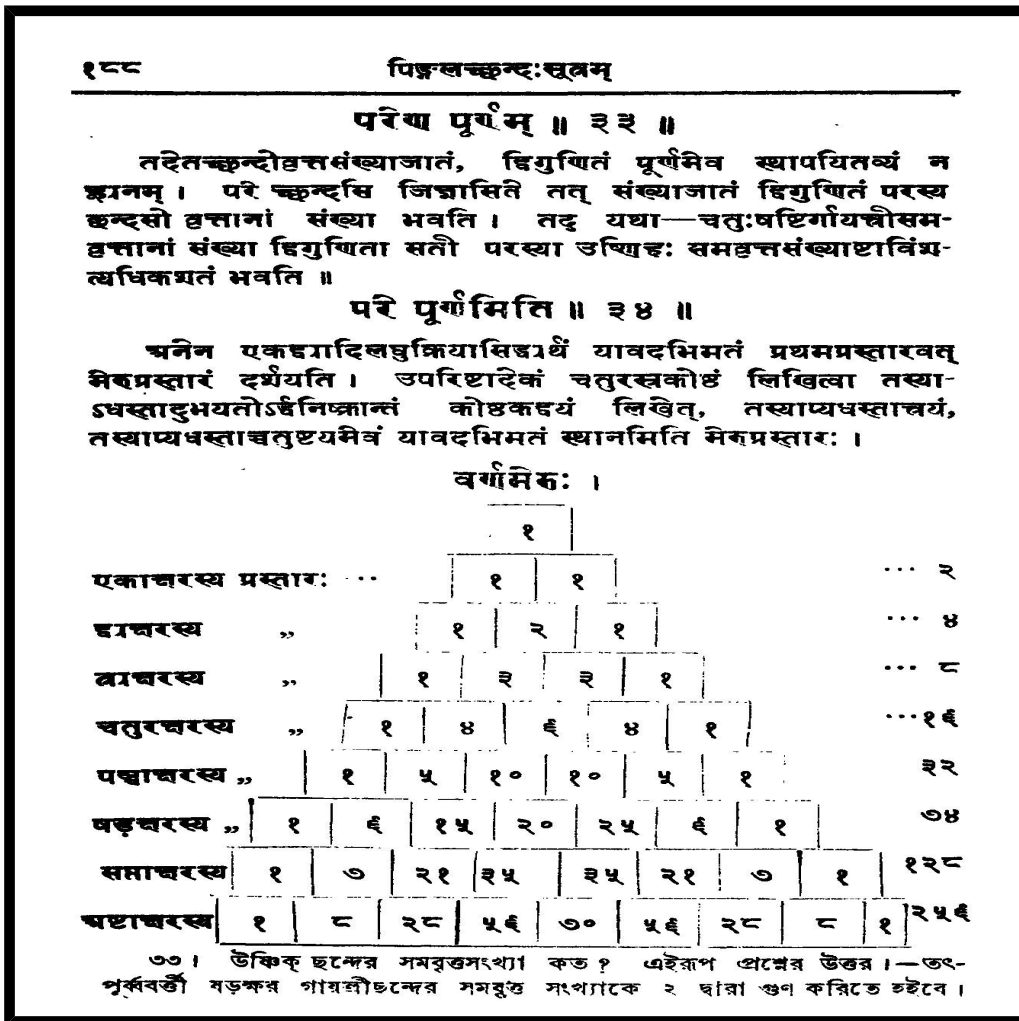 १८८ पिङ्गलच्छन्दःसूत्रम्
परेण पूर्णम् ॥ ३३ ॥
तदेतच्छन्दोवृत्तसंख्याजातं, द्विगुणितं पूर्णमेव स्थापयितव्यं न
द्व्यूनम् । परे च्छन्दसि जिज्ञासिते तत् संख्याजातं द्विगुणितं परस्य
छन्दसो वृत्तानां संख्या भवति । तद् यथा—चतुःषष्टिर्गायत्रीसम-
वृत्तानां संख्या द्विगुणिता सती परस्या उष्णिहः समवृत्तसंख्याष्टाविंश-
त्यधिकशतं भवति ॥
परे पूर्णमिति ॥ ३४ ॥
अनेन एकद्व्यादिलघुक्रियासिद्ध्यर्थं यावदभिमतं प्रथमप्रस्तारवत्
मेरुप्रस्तारं दर्शयति । उपरिष्टादेकं चतुरस्रकोष्ठं लिखित्वा तस्या-
ऽधस्तादुभयतोऽर्द्धनिष्क्रान्तं कोष्ठकद्वयं लिखेत्, तस्याप्यधस्तात्त्रयं,
तस्याप्यधस्ताच्चतुष्टयमेवं यावदभिमतं स्थानमिति मेरुप्रस्तारः ।
वर्णमेरुः ।
१
एकाक्षरस्य प्रस्तारः ... १ १ ... २
द्व्यक्षरस्य ,, १ २ १ ... ४
त्र्यक्षरस्य ,, १ ३ ३ १ ... ८
चतुरक्षरस्य ,, १ ४ ६ ४ १ ...१६
पञ्चाक्षरस्य ,, १ ५ १० १० ५ १ ३२
षड़क्षरस्य ,, १ ६ १५ २० २५ ६ १ ७४
सप्ताक्षरस्य १ ७ २१ ३५ ३५ २१ ७ १ १२८
अष्टाक्षरस्य १ ८ २८ ५६ ७० ५६ २८ ८ १ २५६
৩৩। উষ্ণিক্ ছন্দের সমবৃত্তসংখ্যা কত ? এইরূপ প্রশ্নের উত্তর।—তৎ-
পূর্ব্ববর্ত্তী ষড়ক্ষর গায়ত্রীছন্দের সমবৃত্ত সংখ্যাকে ২ দ্বারা গুণ করিতে হইবে।